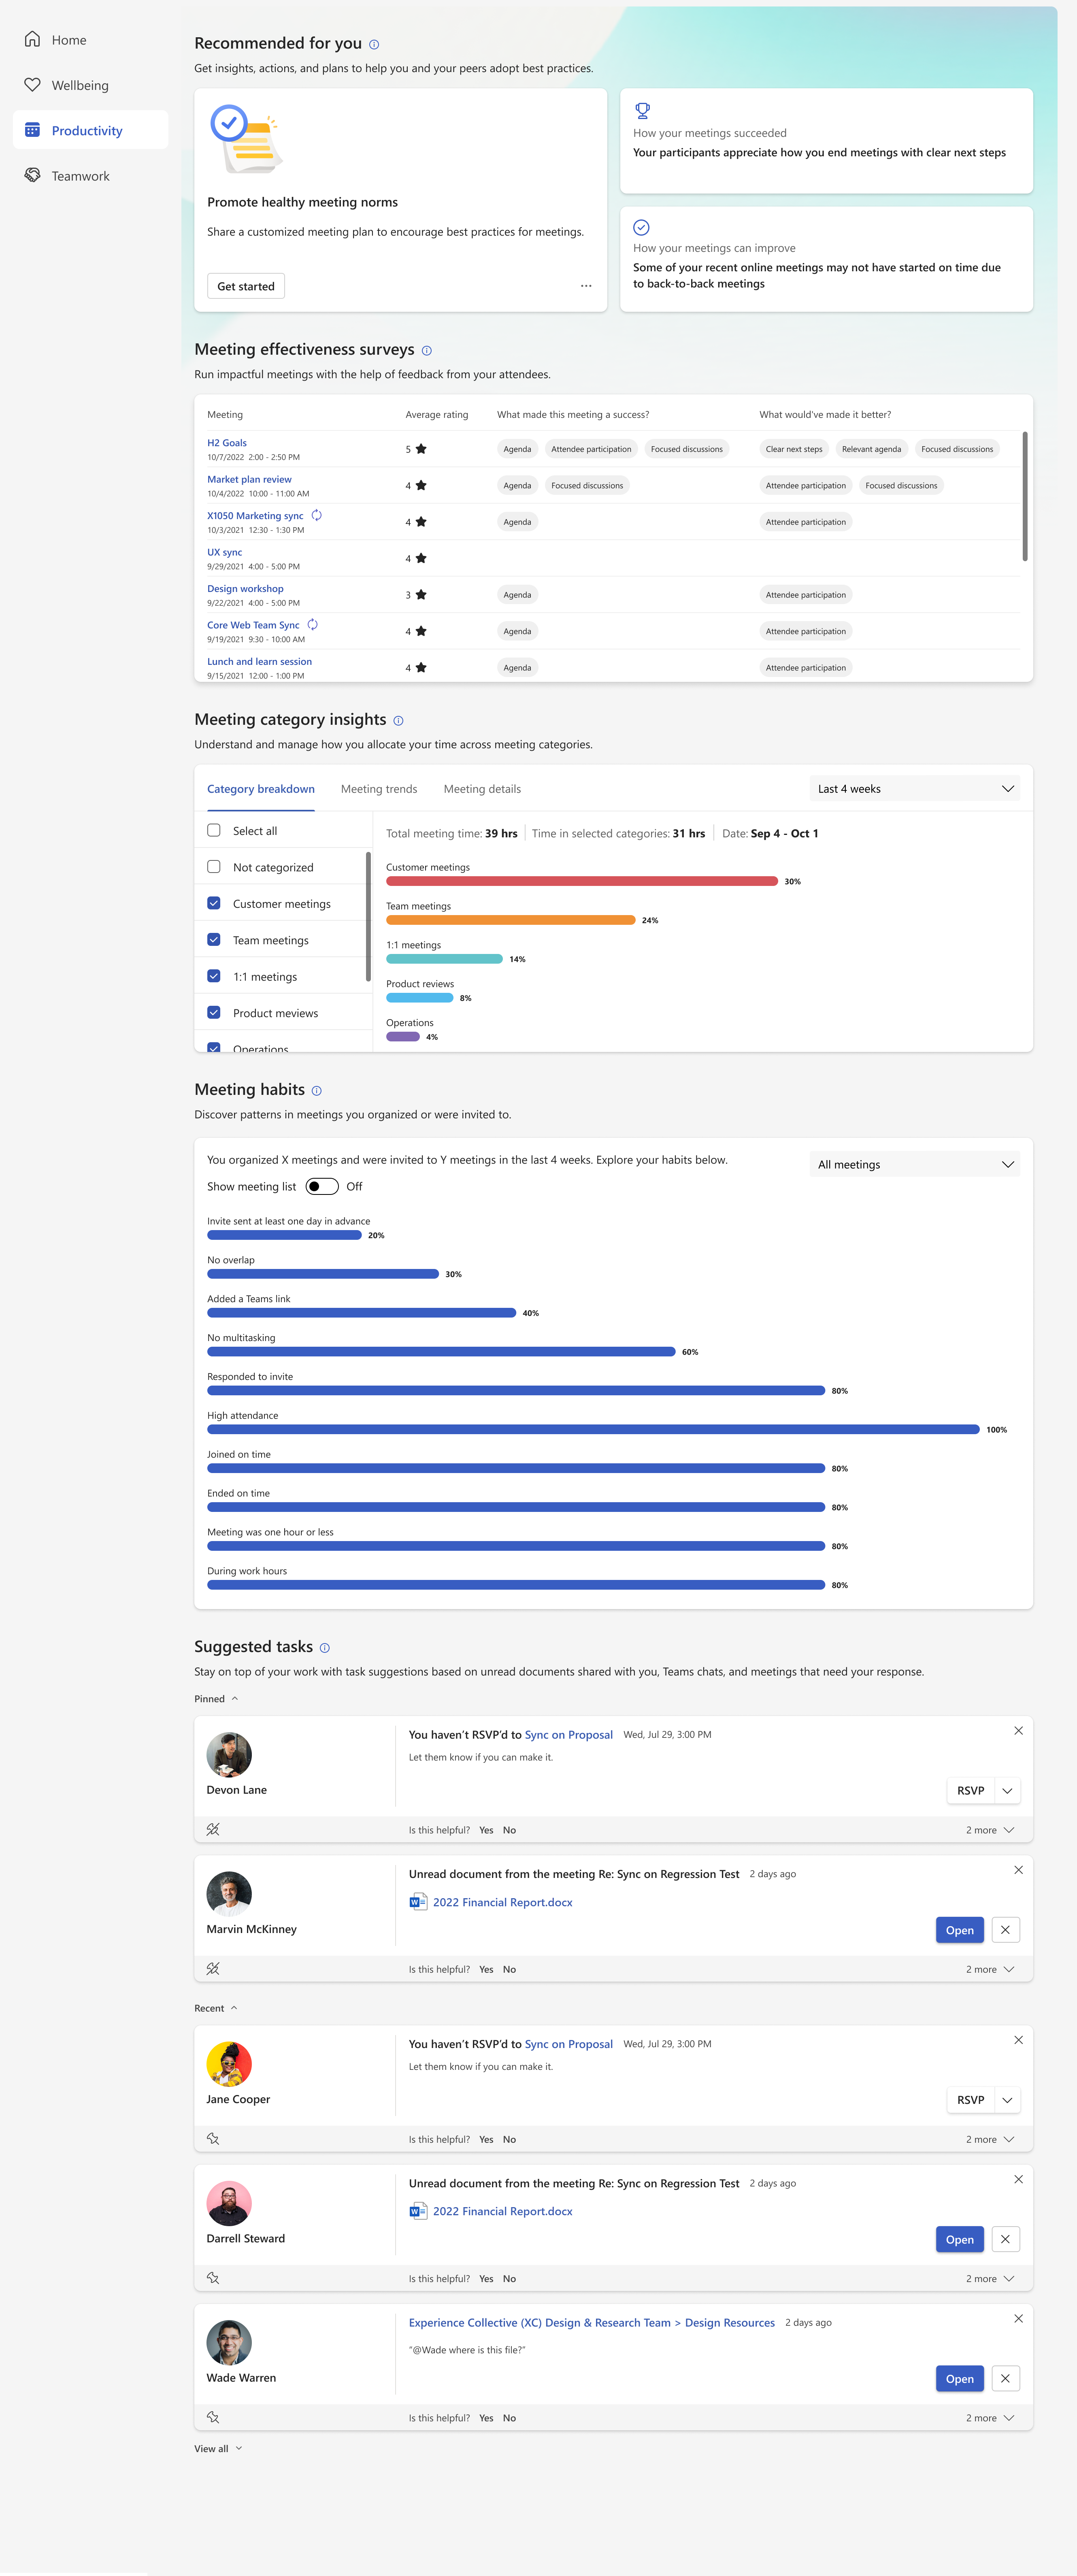 Home
Wellbeing
Productivity
Teamwork
Recommended for you
Get insights, actions, and plans to help you and your peers adopt best practices.
Promote healthy meeting norms
Share a customized meeting plan to encourage best practices for meetings.
Get started
How your meetings succeeded
Your participants appreciate how you end meetings with clear next steps
How your meetings can improve
Some of your recent online meetings may not have started on time due
to back-to-back meetings
Meeting effectiveness surveys
Run impactful meetings with the help of feedback from your attendees.
Meeting Average rating What made this meeting a success? What would've made it better?
H2 Goals
10/7/2022 2:00 - 2:50 PM
5 Agenda Attendee participation Focused discussions Clear next steps Relevant agenda Focused discussions
Market plan review
10/4/2022 10:00 - 11:00 AM
4 Agenda Focused discussions Attendee participation Focused discussions
X1050 Marketing sync
10/3/2021 12:30 - 1:30 PM
4 Agenda Attendee participation
UX sync
9/29/2021 4:00 - 5:00 PM
4
Design workshop
9/22/2021 4:00 - 5:00 PM
3 Agenda Attendee participation
Core Web Team Sync
9/19/2021 9:30 - 10:00 AM
4 Agenda Attendee participation
Lunch and learn session
9/15/2021 12:00 - 1:00 PM
4 Agenda Attendee participation
Meeting category insights
Understand and manage how you allocate your time across meeting categories.
Category breakdown Meeting trends Meeting details Last 4 weeks
Select all
Not categorized
Customer meetings
Team meetings
1:1 meetings
Product meviews
Operations
Total meeting time: 39 hrs Time in selected categories: 31 hrs Date: Sep 4 - Oct 1
Customer meetings
30%
Team meetings
24%
1:1 meetings
14%
Product reviews
8%
Operations
4%
Meeting habits
Discover patterns in meetings you organized or were invited to.
You organized X meetings and were invited to Y meetings in the last 4 weeks. Explore your habits below.
All meetings
Show meeting list Off
Invite sent at least one day in advance
20%
No overlap
30%
Added a Teams link
40%
No multitasking
60%
Responded to invite
80%
High attendance
100%
Joined on time
80%
Ended on time
80%
Meeting was one hour or less
80%
During work hours
80%
Suggested tasks
Stay on top of your work with task suggestions based on unread documents shared with you, Teams chats, and meetings that need your response.
Pinned
Devon Lane
You haven't RSVP'd to Sync on Proposal Wed, Jul 29, 3:00 PM
Let them know if you can make it.
RSVP
Is this helpful? Yes No 2 more
Marvin McKinney
Unread document from the meeting Re: Sync on Regression Test 2 days ago
2022 Financial Report.docx
Open
Is this helpful? Yes No 2 more
Recent
Jane Cooper
You haven't RSVP'd to Sync on Proposal Wed, Jul 29, 3:00 PM
Let them know if you can make it.
RSVP
Is this helpful? Yes No 2 more
Darrell Steward
Unread document from the meeting Re: Sync on Regression Test 2 days ago
2022 Financial Report.docx
Open
Is this helpful? Yes No 2 more
Wade Warren
Experience Collective (XC) Design & Research Team > Design Resources 2 days ago
"@Wade where is this file?"
Open
Is this helpful? Yes No 2 more
View all